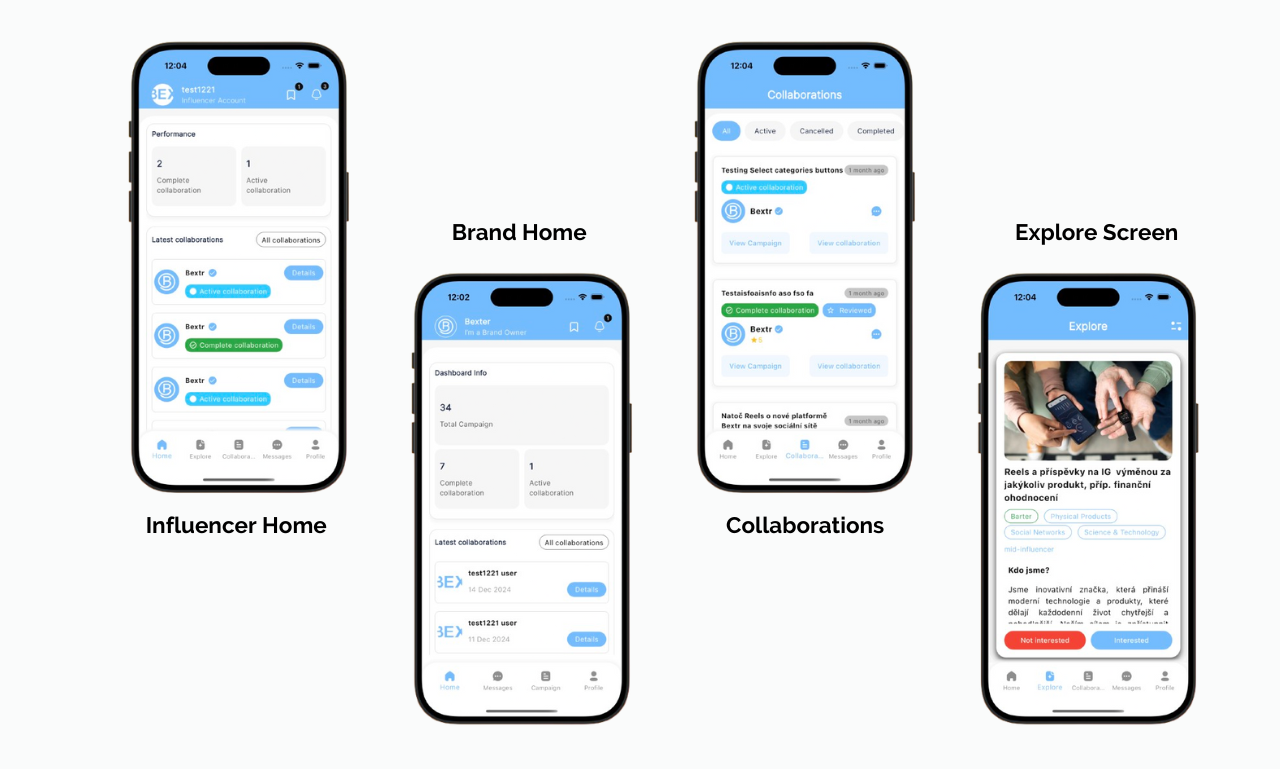 12:04
BEX
test1221
Influencer Account
1
3
Performance
2
Complete
collaboration
1
Active
collaboration
Latest collaborations
All collaborations
Bextr
Details
Active collaboration
Bextr
Details
Complete collaboration
Bextr
Details
Active collaboration
Home
Explore
Collabora...
Messages
Profile
Influencer Home
Brand Home
12:02
Bexter
I'm a Brand Owner
1
Dashboard Info
34
Total Campaign
7
Complete
collaboration
1
Active
collaboration
Latest collaborations
All collaborations
BEX
test1221 user
14 Dec 2024
Details
BEX
test1221 user
11 Dec 2024
Details
Home
Messages
Campaign
Profile
12:04
Collaborations
All
Active
Cancelled
Completed
Testing Select categories buttons
1 month ago
Active collaboration
Bextr
View Campaign
View collaboration
Testaisfoaisnfo aso fso fa
1 month ago
Complete collaboration
Reviewed
Bextr
5
View Campaign
View collaboration
Natoč Reels o nové platformě
Bextr na svoje sociální sítě
1 month ago
Home
Explore
Collabora...
Messages
Profile
Collaborations
Explore Screen
12:04
Explore
Reels a příspěvky na IG výměnou za
jakýkoliv produkt, příp. finanční
ohodnocení
Barter
Physical Products
Social Networks
Science & Technology
mid-influencer
Kdo jsme?
Jsme inovativní značka, která přináší
moderní technologie a produkty, které
dělají každodenní život chytřejší a
Not interested
Interested
Home
Explore
Collabora...
Messages
Profile